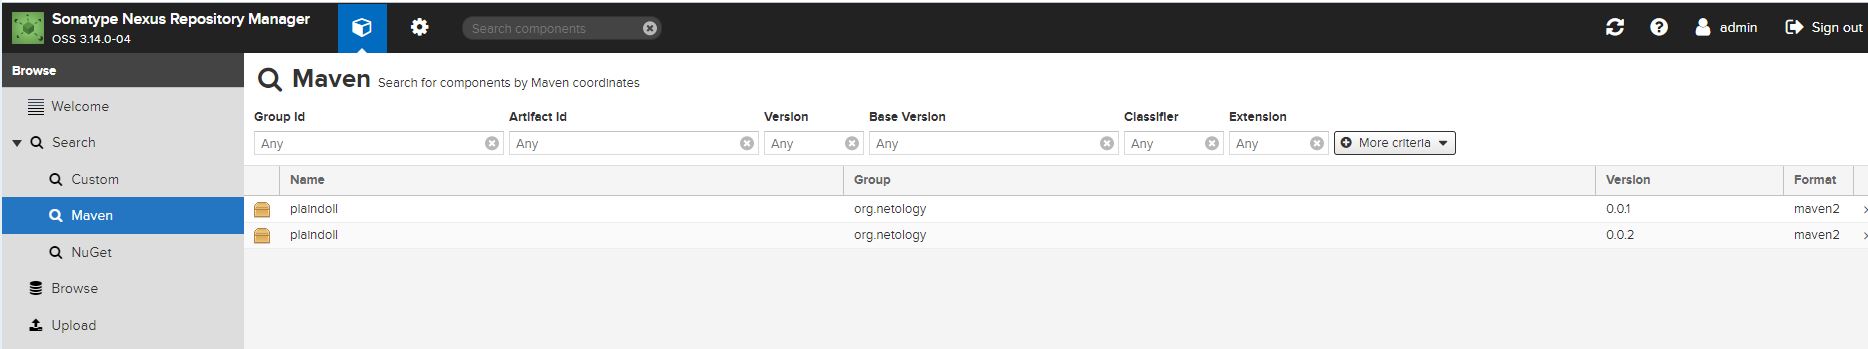 Sonatype Nexus Repository Manager
OSS 3.14.0-04
Search components
admin
Sign out
Browse
Welcome
Search
Custom
Maven
NuGet
Browse
Upload
Maven Search for components by Maven coordinates
Group Id Artifact Id Version Base Version Classifier Extension
Any Any Any Any Any Any More criteria
Name Group Version Format
plaindoll org.netology 0.0.1 maven2
plaindoll org.netology 0.0.2 maven2